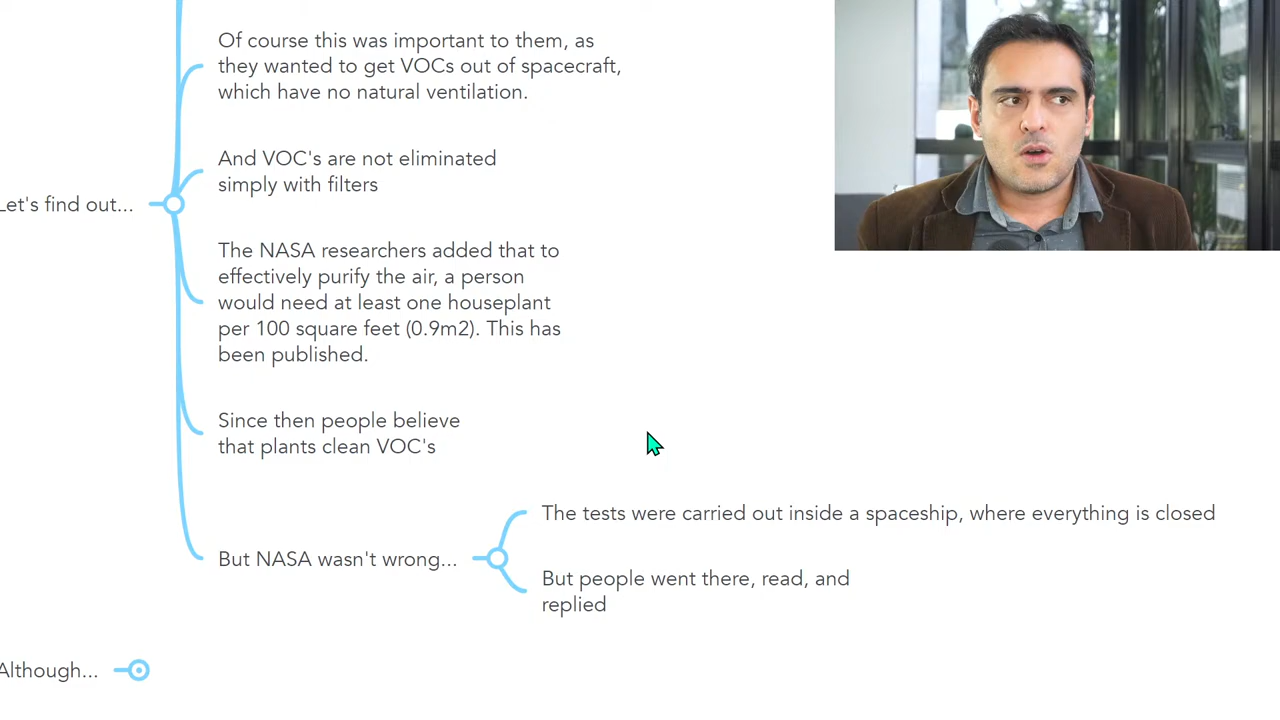 Of course this was important to them, as
they wanted to get VOCs out of spacecraft,
which have no natural ventilation.
And VOC's are not eliminated
simply with filters
Let's find out...
The NASA researchers added that to
effectively purify the air, a person
would need at least one houseplant
per 100 square feet (0.9m2). This has
been published.
Since then people believe
that plants clean VOC's
But NASA wasn't wrong...
The tests were carried out inside a spaceship, where everything is closed
But people went there, read, and
replied
Although...